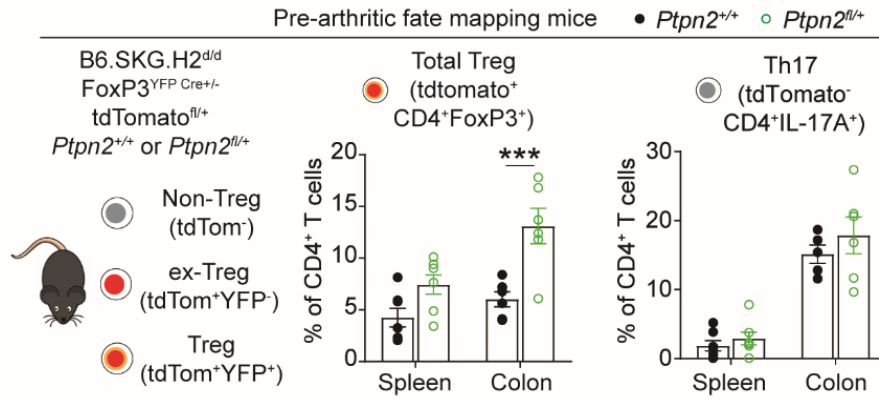 Pre-arthritic fate mapping mice ● Ptpn2+/+ ○ Ptpn2fl/+
B6.SKG.H2d/d
FoxP3YFP Cre+/-
tdTomatofl/+
Ptpn2+/+ or Ptpn2fl/+
Non-Treg
(tdTom-)
ex-Treg
(tdTom+YFP-)
Treg
(tdTom+YFP+)
Total Treg
(tdtomato+
CD4+FoxP3+)
% of CD4+ T cells
20
15
10
5
0
***
Spleen Colon
Th17
(tdTomato-
CD4+IL-17A+)
% of CD4+ T cells
30
20
10
0
Spleen Colon